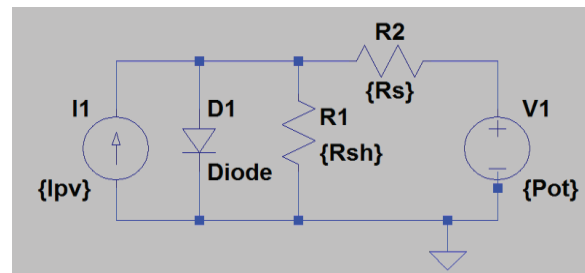 I1
{Ipv}
D1
Diode
R1
{Rsh}
R2
{Rs}
V1
{Pot}